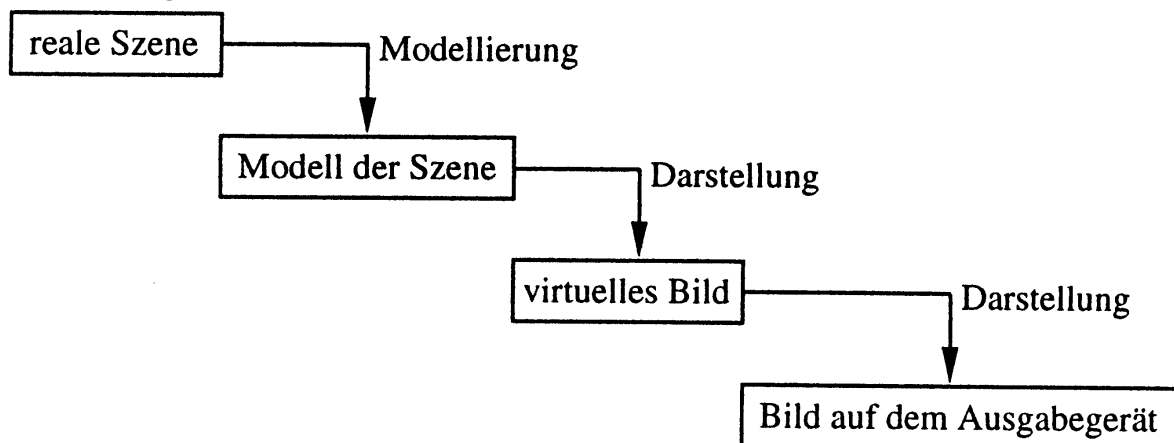 reale Szene
Modellierung
Modell der Szene
Darstellung
virtuelles Bild
Darstellung
Bild auf dem Ausgabegerät